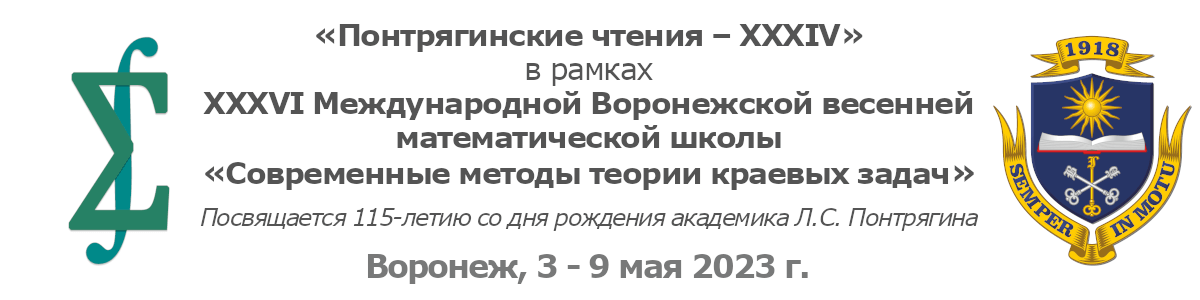 «Понтрягинские чтения – XXXIV»
в рамках
XXXVI Международной Воронежской весенней
математической школы
«Современные методы теории краевых задач»
Посвящается 115-летию со дня рождения академика Л.С. Понтрягина
Воронеж, 3 - 9 мая 2023 г.
1918
SEMPER IN MOTU